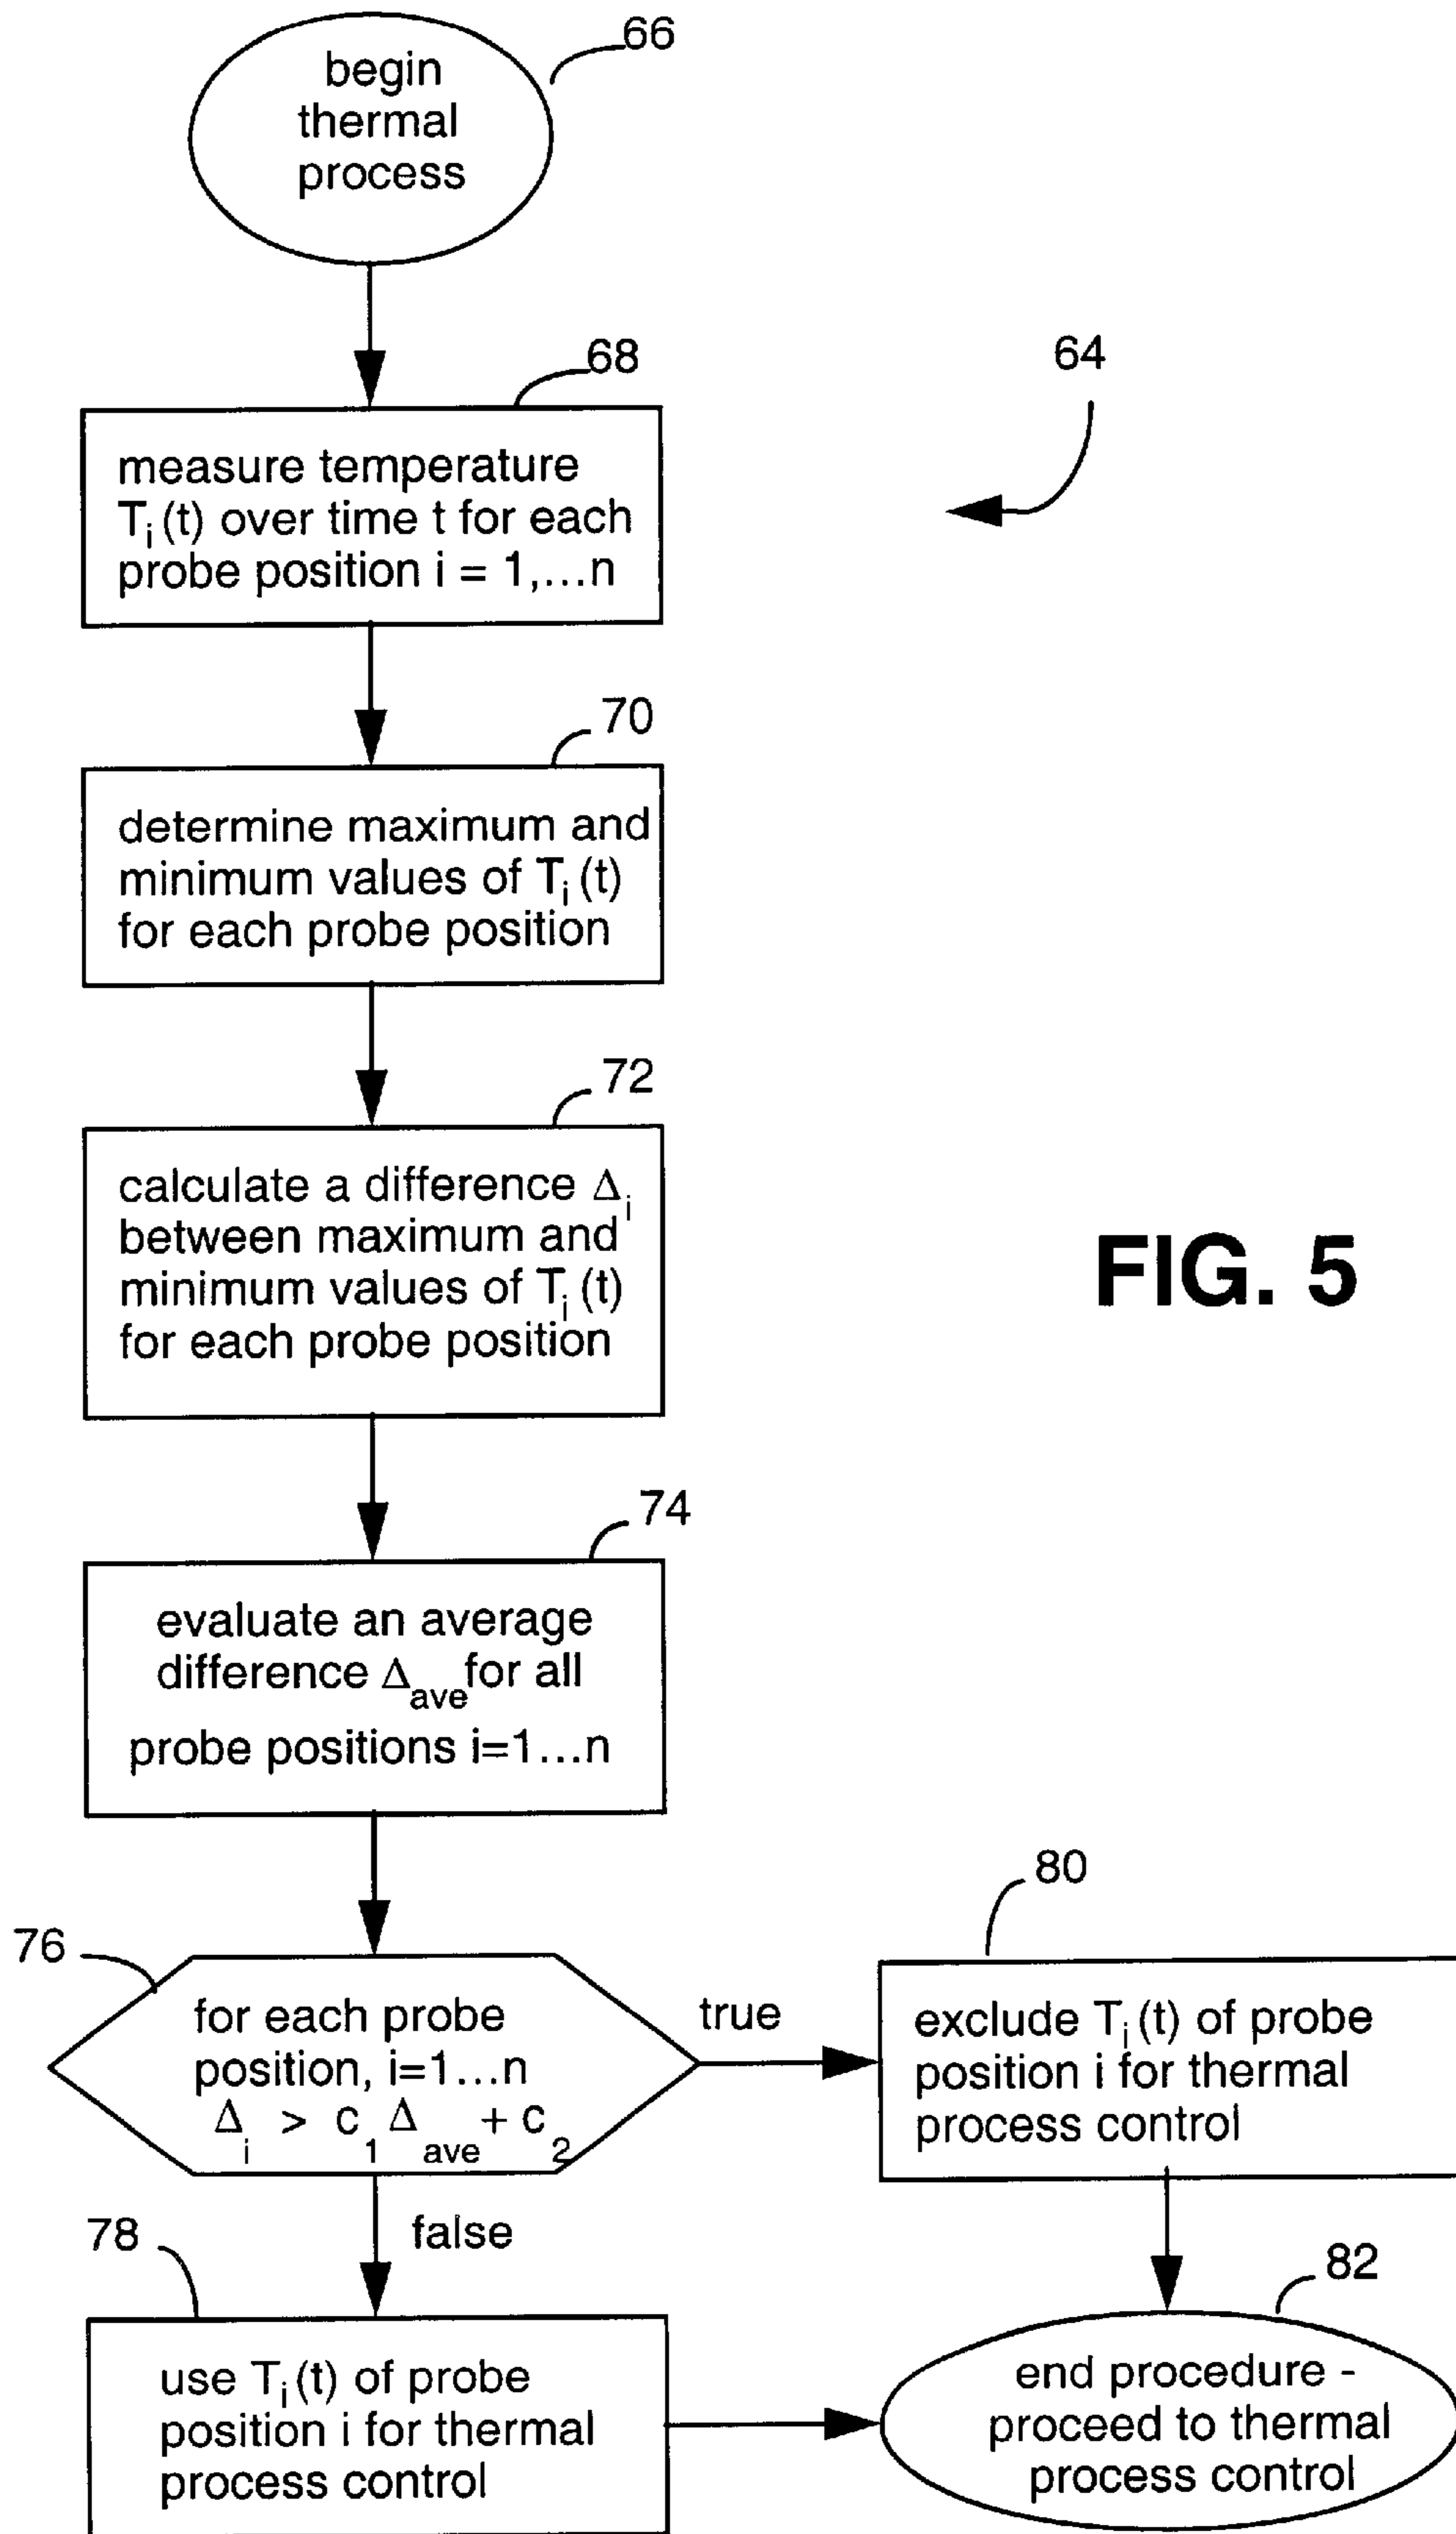 66
begin
thermal
process
68
64
measure temperature
Tᵢ(t) over time t for each
probe position i = 1,...n
70
determine maximum and
minimum values of Tᵢ(t)
for each probe position
72
calculate a difference Δᵢ
between maximum and
minimum values of Tᵢ(t)
for each probe position
FIG. 5
74
evaluate an average
difference Δave for all
probe positions i=1...n
76
for each probe
position, i=1...n
Δᵢ > c₁ Δave + c₂
true
80
exclude Tᵢ(t) of probe
position i for thermal
process control
false
78
use Tᵢ(t) of probe
position i for thermal
process control
82
end procedure -
proceed to thermal
process control